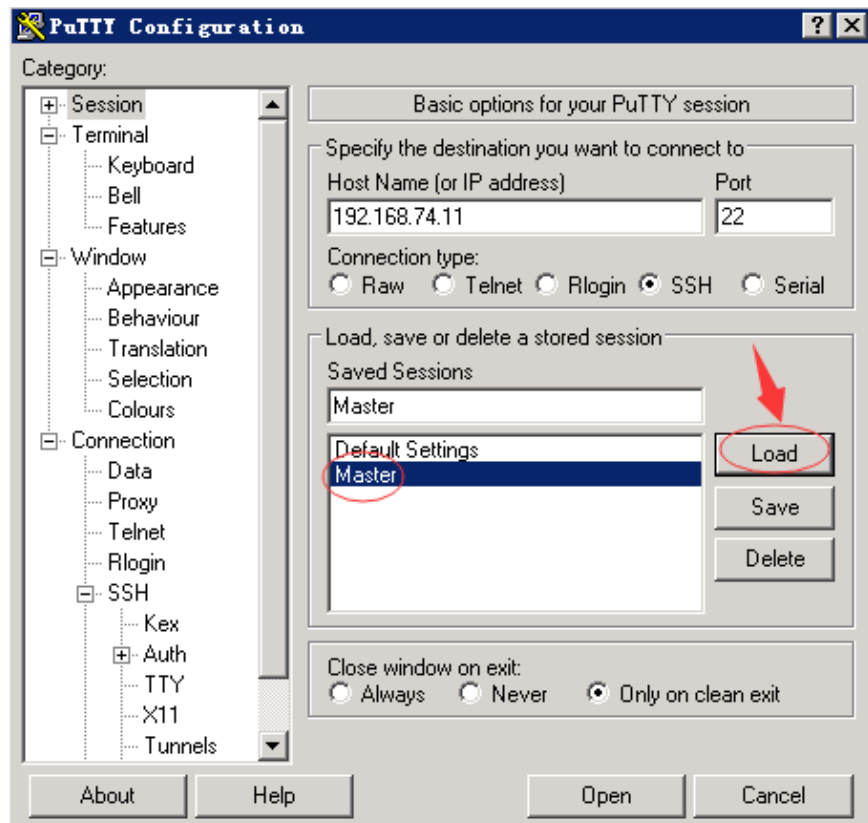 PuTTY Configuration
Category:
Session
Terminal
Keyboard
Bell
Features
Window
Appearance
Behaviour
Translation
Selection
Colours
Connection
Data
Proxy
Telnet
Rlogin
SSH
Kex
Auth
TTY
X11
Tunnels
Basic options for your PuTTY session
Specify the destination you want to connect to
Host Name (or IP address) Port
192.168.74.11 22
Connection type:
Raw Telnet Rlogin SSH Serial
Load, save or delete a stored session
Saved Sessions
Master
Default Settings
Master
Load
Save
Delete
Close window on exit:
Always Never Only on clean exit
About Help Open Cancel